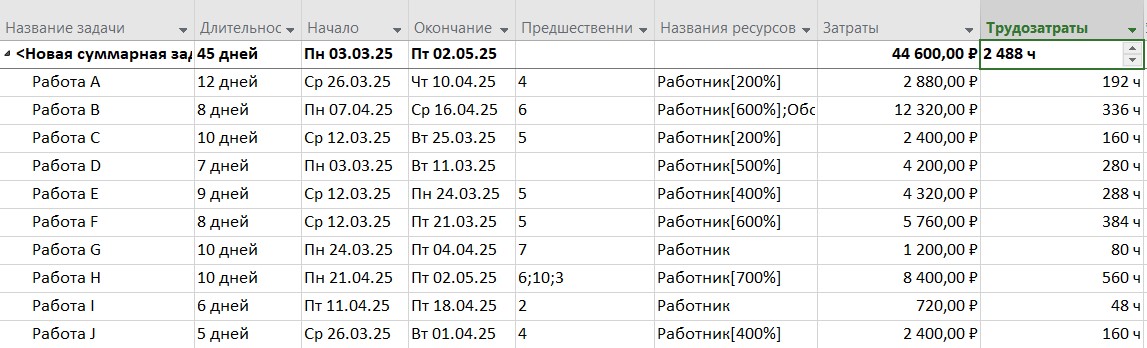 Название задачи Длительнос Начало Окончание Предшественни Названия ресурсов Затраты Трудозатраты
<Новая суммарная зад 45 дней Пн 03.03.25 Пт 02.05.25 44 600,00 ₽ 2 488 ч
Работа A 12 дней Ср 26.03.25 Чт 10.04.25 4 Работник[200%] 2 880,00 ₽ 192 ч
Работа B 8 дней Пн 07.04.25 Ср 16.04.25 6 Работник[600%];Обо 12 320,00 ₽ 336 ч
Работа C 10 дней Ср 12.03.25 Вт 25.03.25 5 Работник[200%] 2 400,00 ₽ 160 ч
Работа D 7 дней Пн 03.03.25 Вт 11.03.25 Работник[500%] 4 200,00 ₽ 280 ч
Работа E 9 дней Ср 12.03.25 Пн 24.03.25 5 Работник[400%] 4 320,00 ₽ 288 ч
Работа F 8 дней Ср 12.03.25 Пт 21.03.25 5 Работник[600%] 5 760,00 ₽ 384 ч
Работа G 10 дней Пн 24.03.25 Пт 04.04.25 7 Работник 1 200,00 ₽ 80 ч
Работа H 10 дней Пн 21.04.25 Пт 02.05.25 6;10;3 Работник[700%] 8 400,00 ₽ 560 ч
Работа I 6 дней Пт 11.04.25 Пт 18.04.25 2 Работник 720,00 ₽ 48 ч
Работа J 5 дней Ср 26.03.25 Вт 01.04.25 4 Работник[400%] 2 400,00 ₽ 160 ч